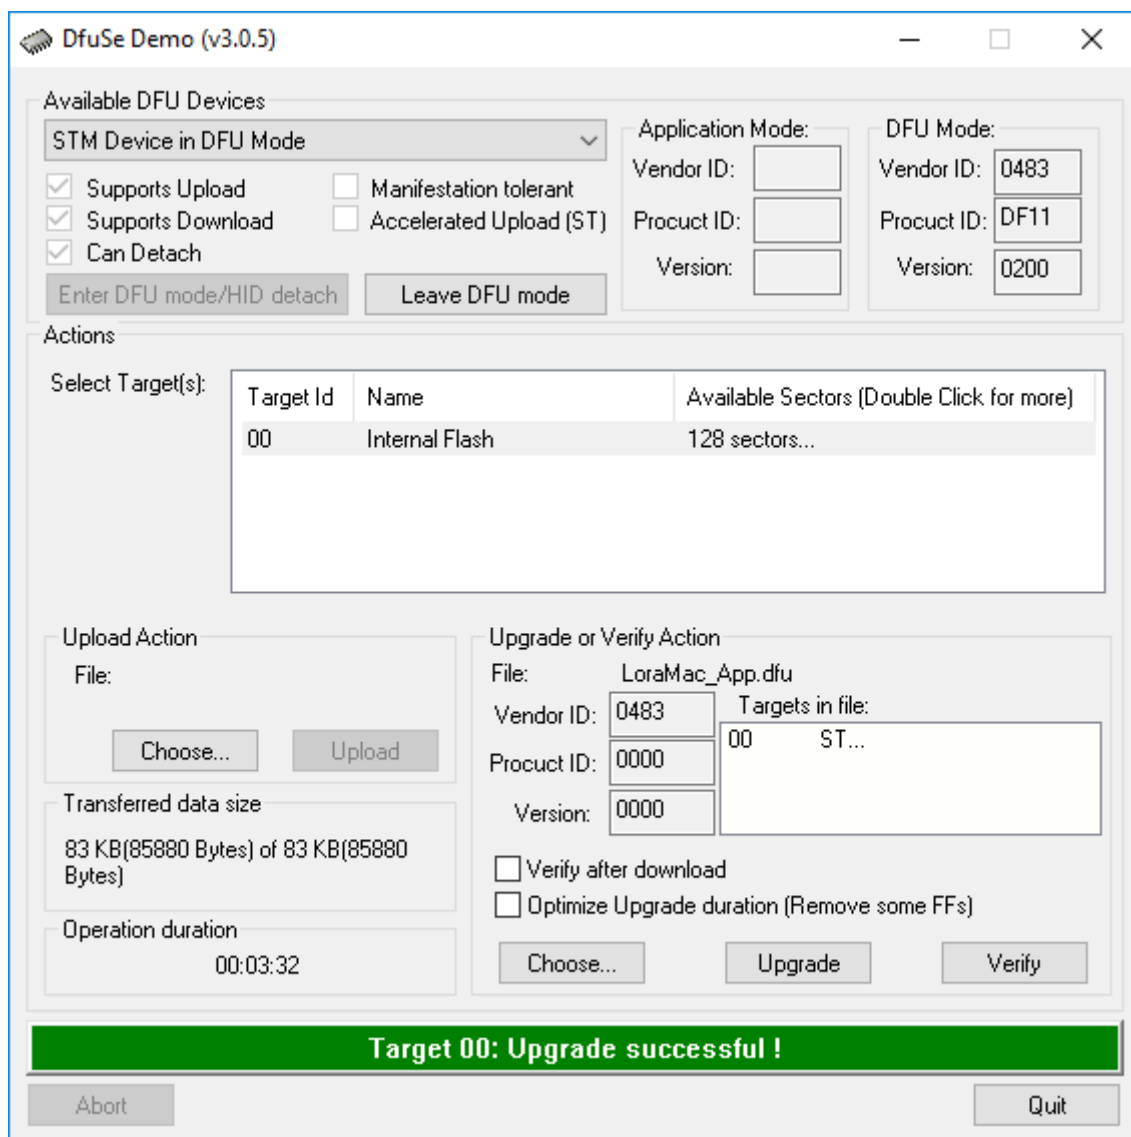 DfuSe Demo (v3.0.5)
Available DFU Devices
STM Device in DFU Mode
Supports Upload
Manifestation tolerant
Supports Download
Accelerated Upload (ST)
Can Detach
Enter DFU mode/HID detach
Leave DFU mode
Application Mode:
Vendor ID:
Procuct ID:
Version:
DFU Mode:
Vendor ID: 0483
Procuct ID: DF11
Version: 0200
Actions
Select Target(s):
Target Id Name Available Sectors (Double Click for more)
00 Internal Flash 128 sectors...
Upload Action
File:
Choose... Upload
Transferred data size
83 KB(85880 Bytes) of 83 KB(85880
Bytes)
Operation duration
00:03:32
Upgrade or Verify Action
File: LoraMac_App.dfu
Vendor ID: 0483
Procuct ID: 0000
Version: 0000
Targets in file:
00 ST...
Verify after download
Optimize Upgrade duration (Remove some FFs)
Choose... Upgrade Verify
Target 00: Upgrade successful !
Abort Quit